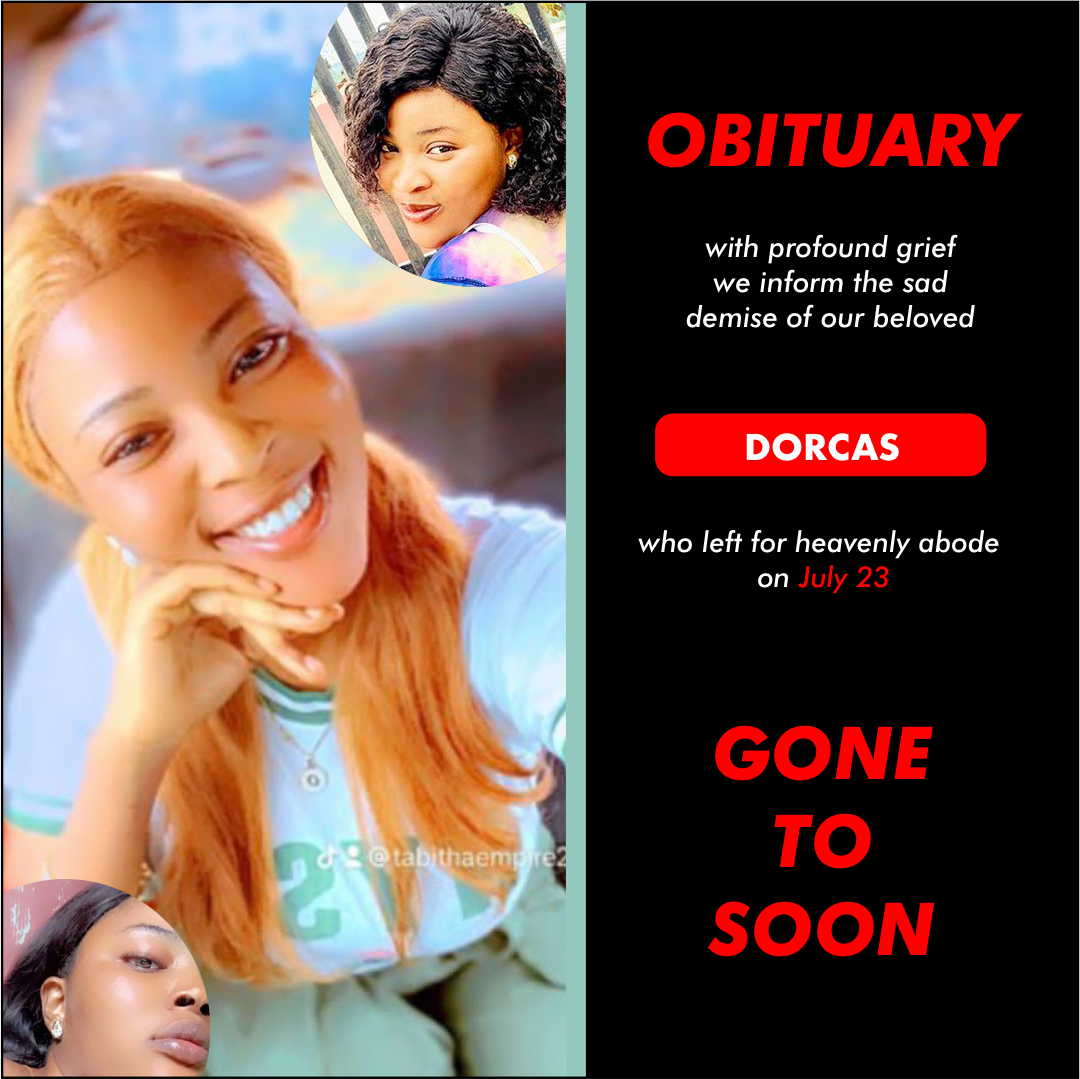 OBITUARY
with profound grief
we inform the sad
demise of our beloved
DORCAS
who left for heavenly abode
on July 23
GONE
TO
SOON
@tabithaempire2